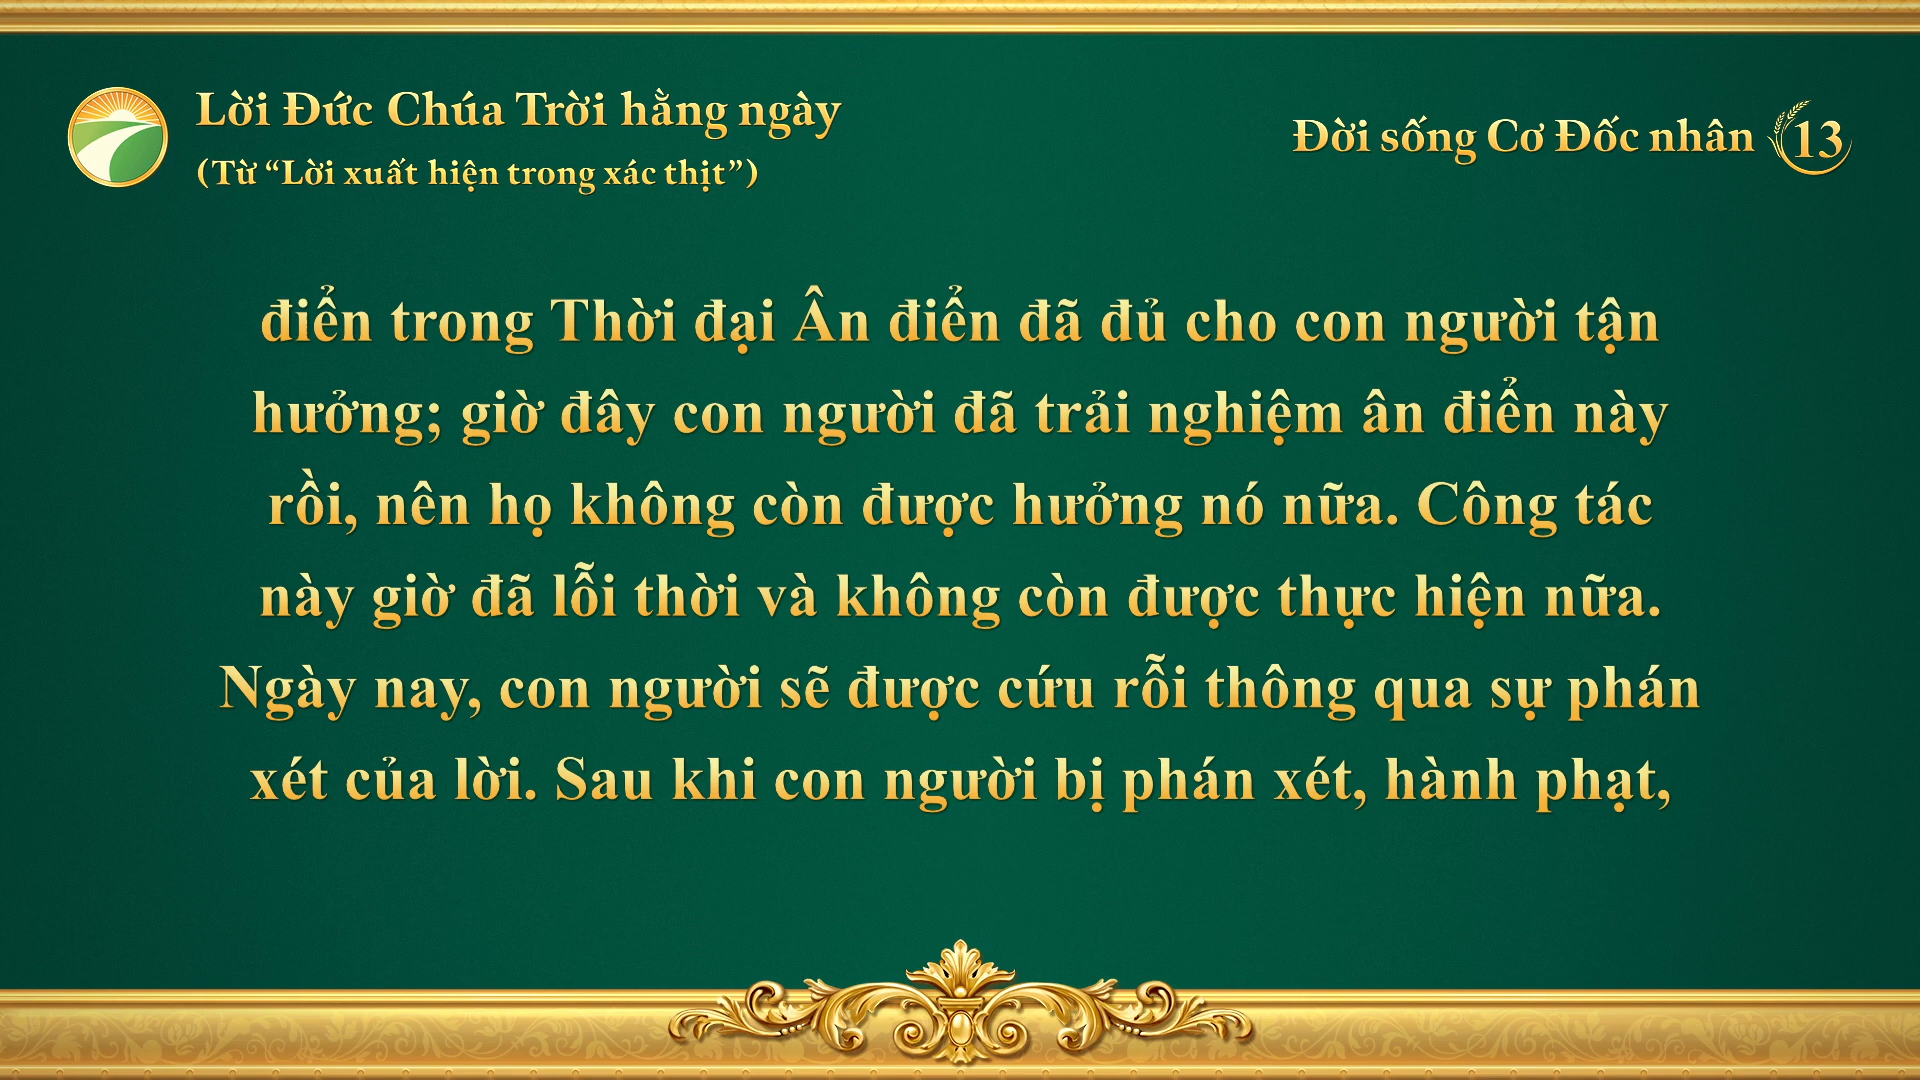 Lời Đức Chúa Trời hằng ngày
(Từ “Lời xuất hiện trong xác thịt”)
Đời sống Cơ Đốc nhân 13
điển trong Thời đại Ân điển đã đủ cho con người tận
hưởng; giờ đây con người đã trải nghiệm ân điển này
rồi, nên họ không còn được hưởng nó nữa. Công tác
này giờ đã lỗi thời và không còn được thực hiện nữa.
Ngày nay, con người sẽ được cứu rỗi thông qua sự phán
xét của lời. Sau khi con người bị phán xét, hành phạt,